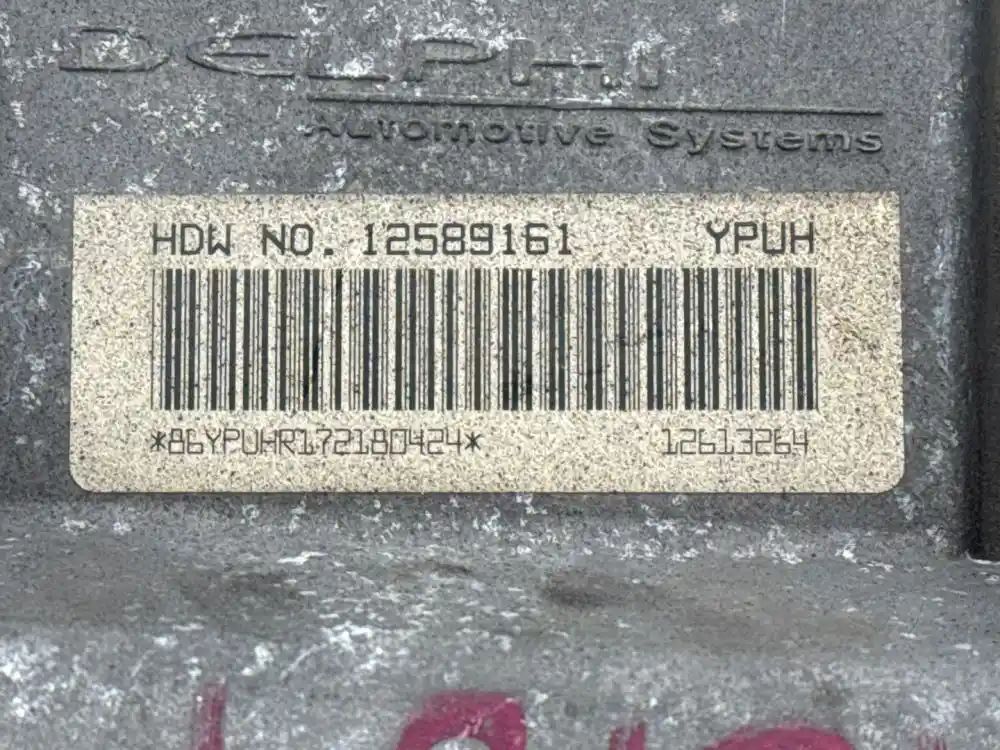 DELPHI
Automotive Systems
HDW NO. 12589161 YPUH
*86YPUHR172180424* 12613264